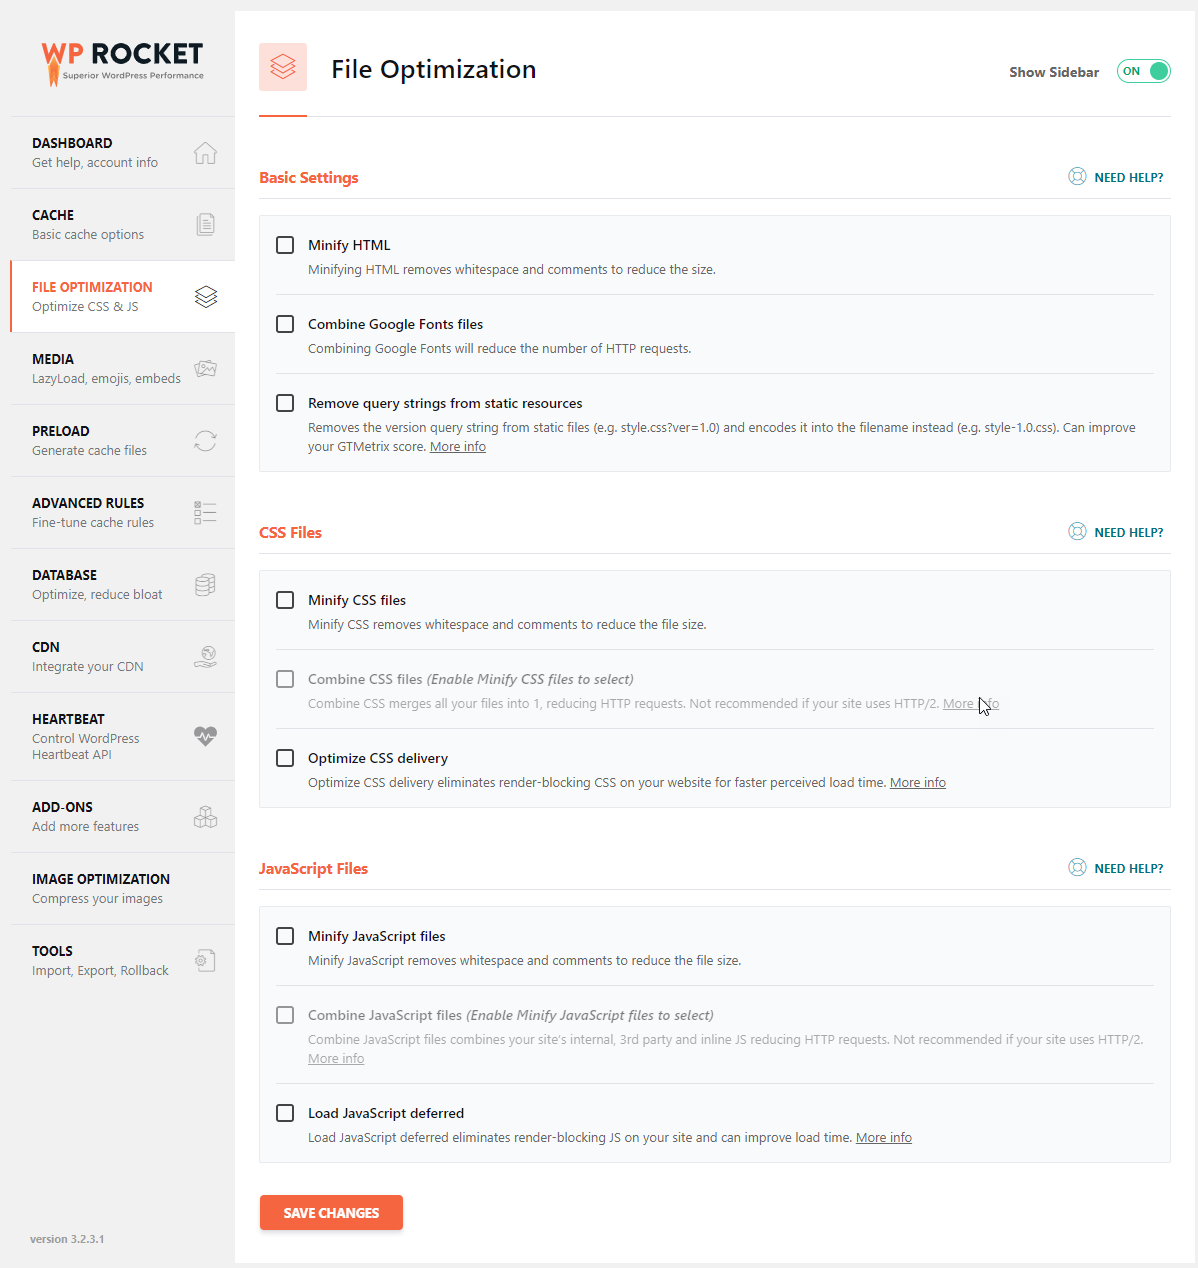 WP ROCKET
Superior WordPress Performance
DASHBOARD
Get help, account info
CACHE
Basic cache options
FILE OPTIMIZATION
Optimize CSS & JS
MEDIA
LazyLoad, emojis, embeds
PRELOAD
Generate cache files
ADVANCED RULES
Fine-tune cache rules
DATABASE
Optimize, reduce bloat
CDN
Integrate your CDN
HEARTBEAT
Control WordPress
Heartbeat API
ADD-ONS
Add more features
IMAGE OPTIMIZATION
Compress your images
TOOLS
Import, Export, Rollback
version 3.2.3.1
File Optimization
Show Sidebar
ON
Basic Settings
NEED HELP?
Minify HTML
Minifying HTML removes whitespace and comments to reduce the size.
Combine Google Fonts files
Combining Google Fonts will reduce the number of HTTP requests.
Remove query strings from static resources
Removes the version query string from static files (e.g. style.css?ver=1.0) and encodes it into the filename instead (e.g. style-1.0.css). Can improve
your GTMetrix score. More info
CSS Files
NEED HELP?
Minify CSS files
Minify CSS removes whitespace and comments to reduce the file size.
Combine CSS files (Enable Minify CSS files to select)
Combine CSS merges all your files into 1, reducing HTTP requests. Not recommended if your site uses HTTP/2. More info
Optimize CSS delivery
Optimize CSS delivery eliminates render-blocking CSS on your website for faster perceived load time. More info
JavaScript Files
NEED HELP?
Minify JavaScript files
Minify JavaScript removes whitespace and comments to reduce the file size.
Combine JavaScript files (Enable Minify JavaScript files to select)
Combine JavaScript files combines your site's internal, 3rd party and inline JS reducing HTTP requests. Not recommended if your site uses HTTP/2.
More info
Load JavaScript deferred
Load JavaScript deferred eliminates render-blocking JS on your site and can improve load time. More info
SAVE CHANGES